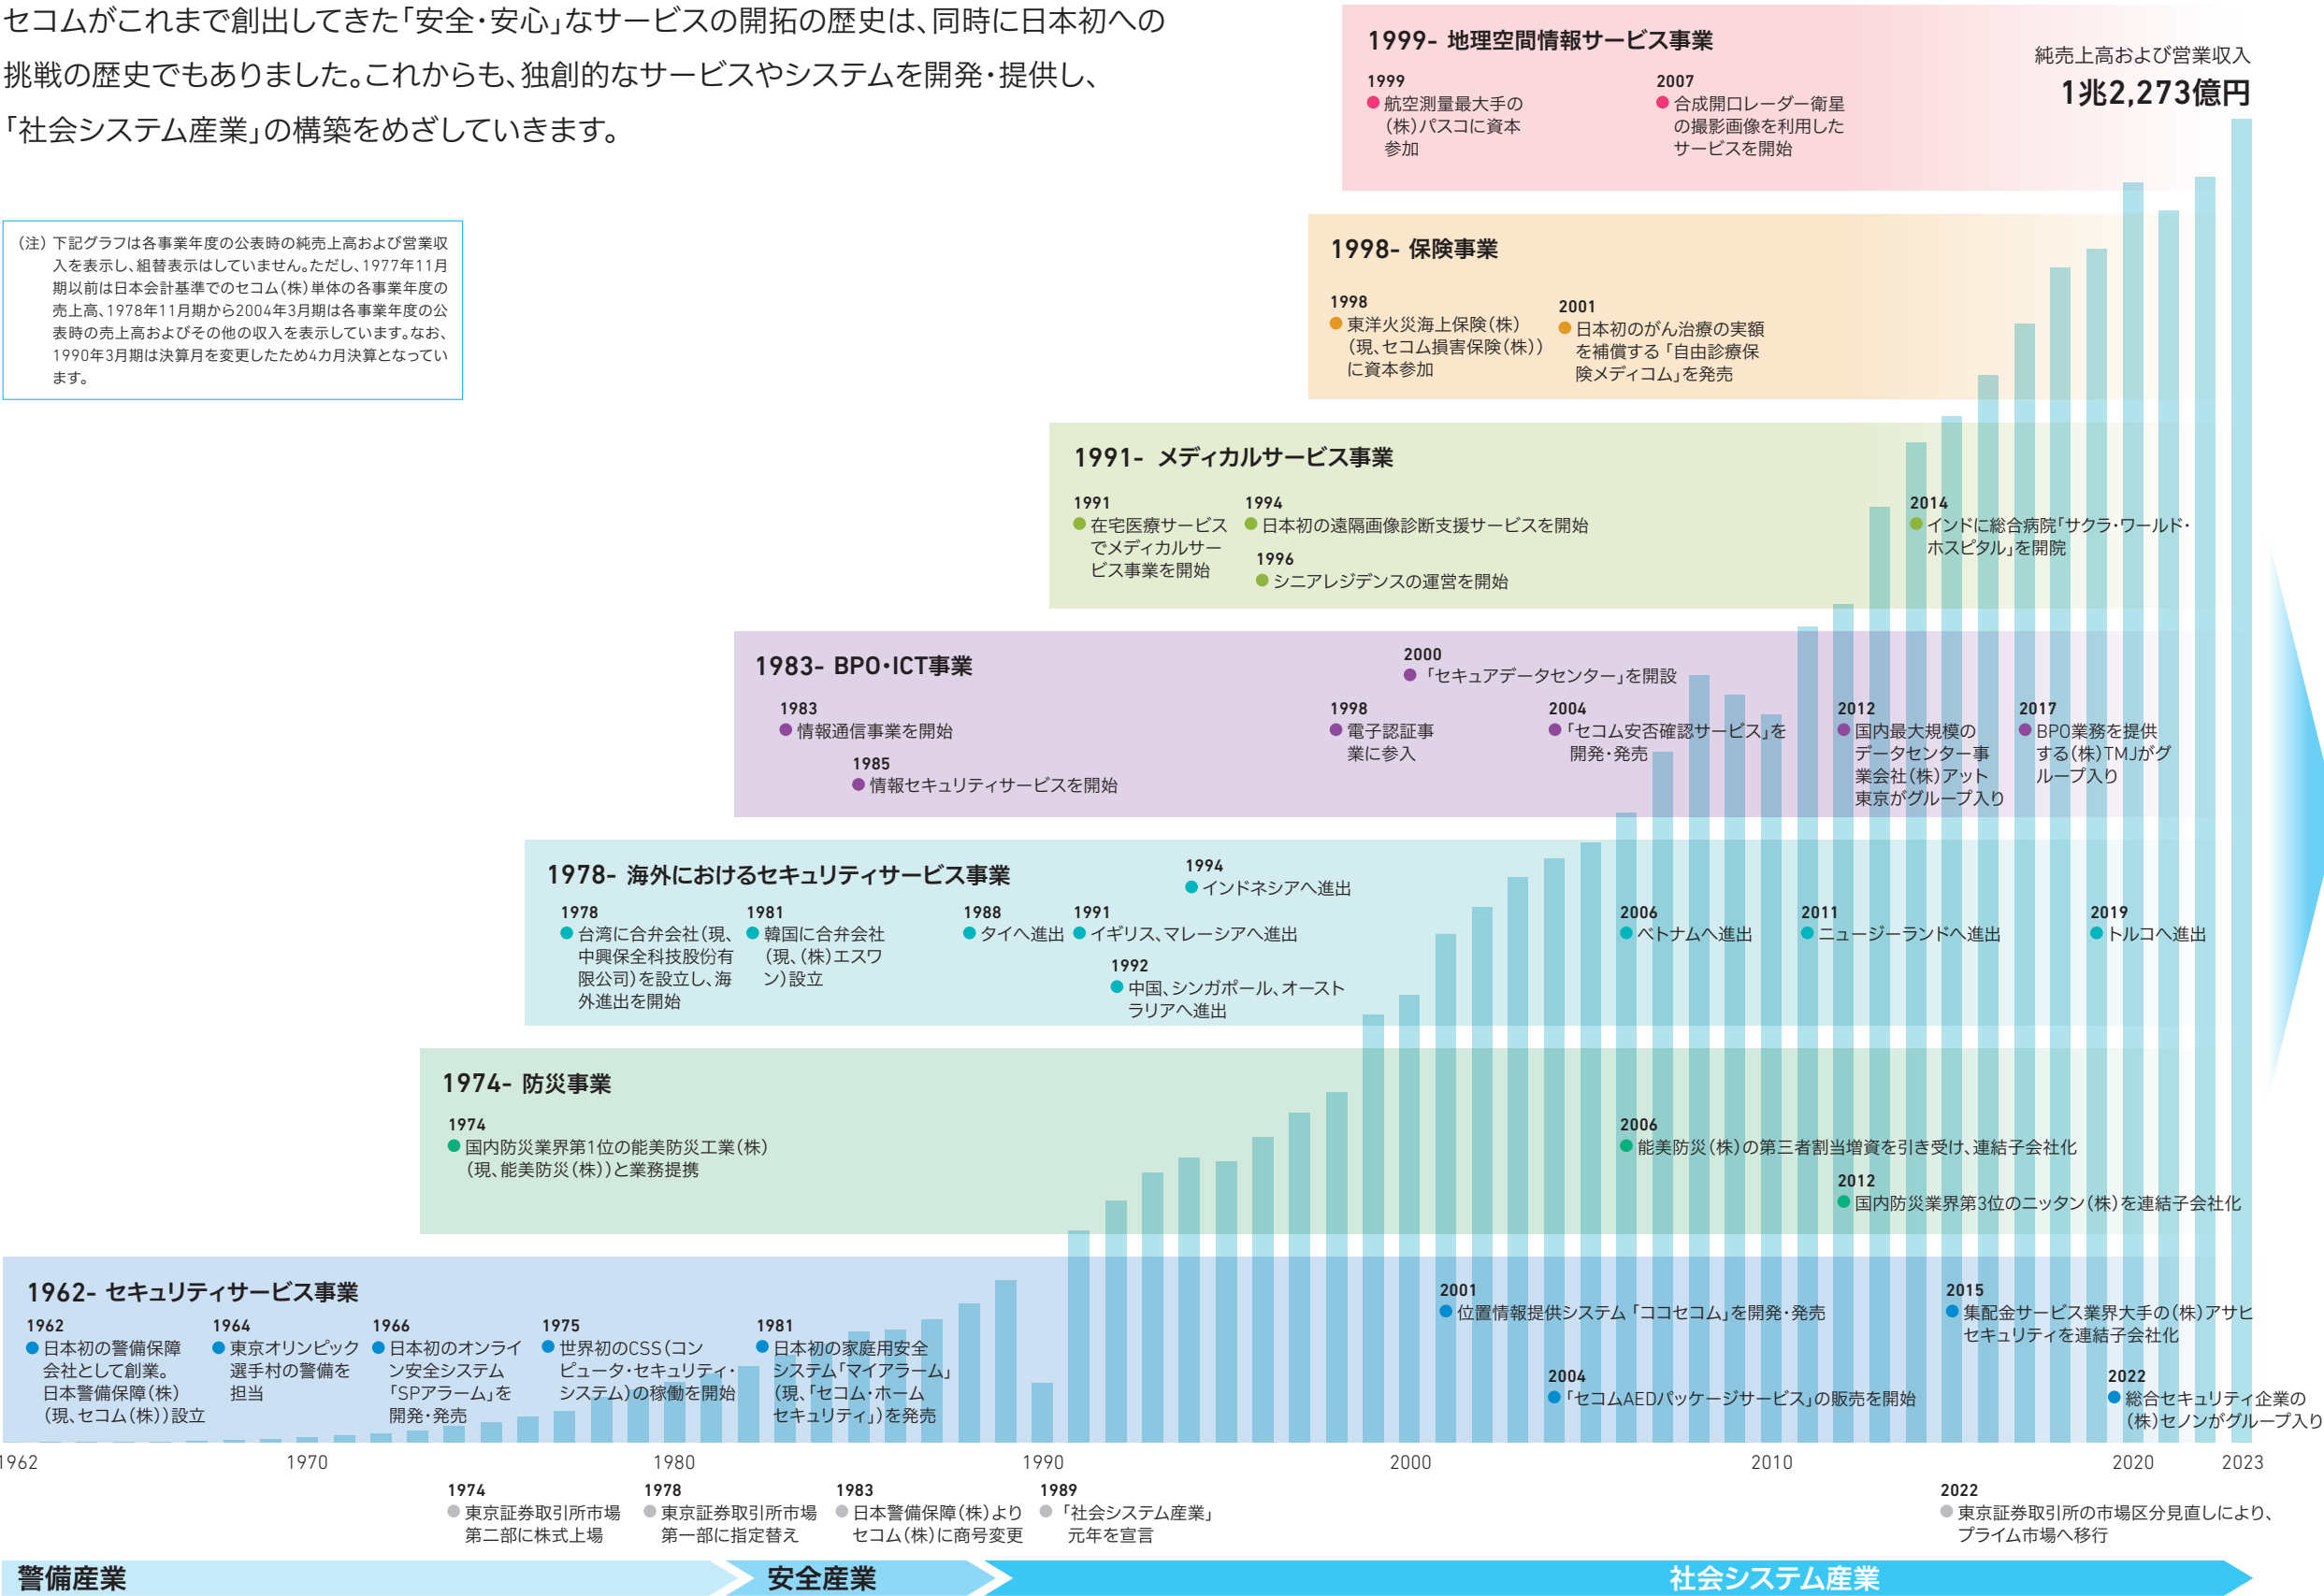 セコムがこれまで創出してきた「安全・安心」なサービスの開拓の歴史は、同時に日本初への
挑戦の歴史でもありました。これからも、独創的なサービスやシステムを開発・提供し、
「社会システム産業」の構築をめざしていきます。
(注) 下記グラフは各事業年度の公表時の純売上高および営業収
入を表示し、組替表示はしていません。ただし、1977年11月
期以前は日本会計基準でのセコム(株)単体の各事業年度の
売上高、1978年11月期から2004年3月期は各事業年度の公
表時の売上高およびその他の収入を表示しています。なお、
1990年3月期は決算月を変更したため4カ月決算となってい
ます。
純売上高および営業収入
1兆2,273億円
1999- 地理空間情報サービス事業
1999
航空測量最大手の
(株)パスコに資本
参加
2007
合成開口レーダー衛星
の撮影画像を利用した
サービスを開始
1998- 保険事業
1998
東洋火災海上保険(株)
(現、セコム損害保険(株))
に資本参加
2001
日本初のがん治療の実額
を補償する「自由診療保
険メディコム」を発売
1991- メディカルサービス事業
1991
在宅医療サービス
でメディカルサー
ビス事業を開始
1994
日本初の遠隔画像診断支援サービスを開始
1996
シニアレジデンスの運営を開始
2014
インドに総合病院「サクラ・ワールド・
ホスピタル」を開院
1983- BPO・ICT事業
1983
情報通信事業を開始
1985
情報セキュリティサービスを開始
1998
電子認証事
業に参入
2000
「セキュアデータセンター」を開設
2004
「セコム安否確認サービス」を
開発・発売
2012
国内最大規模の
データセンター事
業会社(株)アット
東京がグループ入り
2017
BPO業務を提供
する(株)TMJがグ
ループ入り
1978- 海外におけるセキュリティサービス事業
1978
台湾に合弁会社(現、
中興保全科技股份有
限公司)を設立し、海
外進出を開始
1981
韓国に合弁会社
(現、(株)エスワ
ン)設立
1988
タイへ進出
1991
イギリス、マレーシアへ進出
1992
中国、シンガポール、オースト
ラリアへ進出
1994
インドネシアへ進出
2006
ベトナムへ進出
2011
ニュージーランドへ進出
2019
トルコへ進出
1974- 防災事業
1974
国内防災業界第1位の能美防災工業(株)
(現、能美防災(株))と業務提携
2006
能美防災(株)の第三者割当増資を引き受け、連結子会社化
2012
国内防災業界第3位のニッタン(株)を連結子会社化
1962- セキュリティサービス事業
1962
日本初の警備保障
会社として創業。
日本警備保障(株)
(現、セコム(株))設立
1964
東京オリンピック
選手村の警備を
担当
1966
日本初のオンライ
ン安全システム
「SPアラーム」を
開発・発売
1975
世界初のCSS(コン
ピュータ・セキュリティ・
システム)の稼働を開始
1981
日本初の家庭用安全
システム「マイアラーム」
(現、「セコム・ホーム
セキュリティ」)を発売
2001
位置情報提供システム「ココセコム」を開発・発売
2004
「セコムAEDパッケージサービス」の販売を開始
2015
集配金サービス業界大手の(株)アサヒ
セキュリティを連結子会社化
2022
総合セキュリティ企業の
(株)セノンがグループ入り
1962 1970 1980 1990 2000 2010 2020 2023
1974
東京証券取引所市場
第二部に株式上場
1978
東京証券取引所市場
第一部に指定替え
1983
日本警備保障(株)より
セコム(株)に商号変更
1989
「社会システム産業」
元年を宣言
2022
東京証券取引所の市場区分見直しにより、
プライム市場へ移行
警備産業 安全産業 社会システム産業